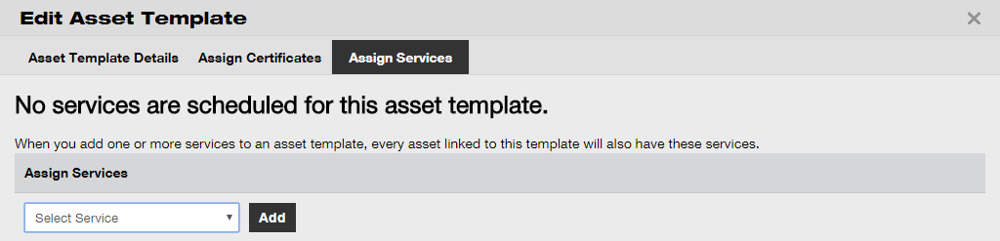 Edit Asset Template
Asset Template Details Assign Certificates Assign Services
No services are scheduled for this asset template.
When you add one or more services to an asset template, every asset linked to this template will also have these services.
Assign Services
Select Service Add